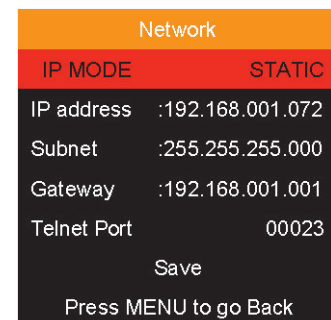 Network
IP MODE STATIC
IP address :192.168.001.072
Subnet :255.255.255.000
Gateway :192.168.001.001
Telnet Port 00023
Save
Press MENU to go Back